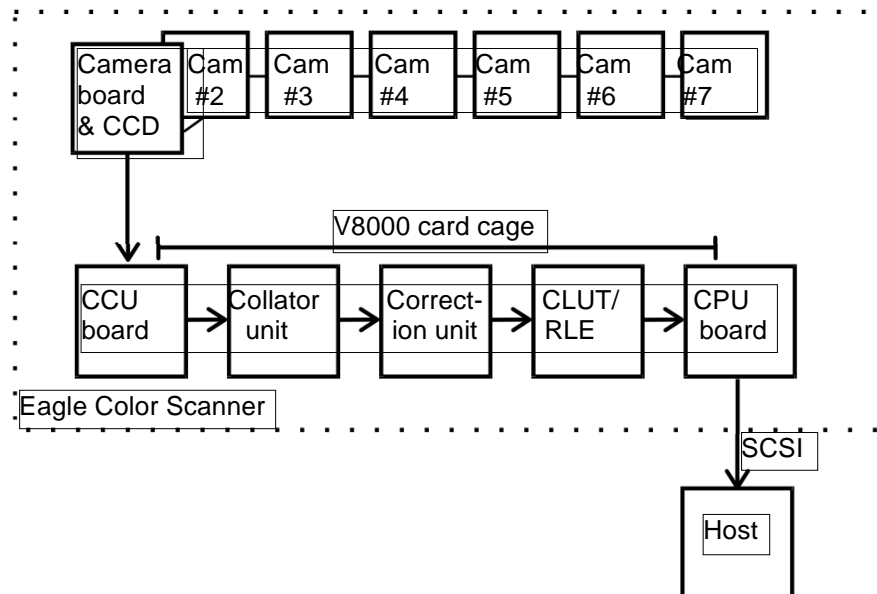 Camera
board
& CCD
Cam
#2
Cam
#3
Cam
#4
Cam
#5
Cam
#6
Cam
#7
V8000 card cage
CCU
board
Collator
unit
Correct-
ion unit
CLUT/
RLE
CPU
board
Eagle Color Scanner
SCSI
Host